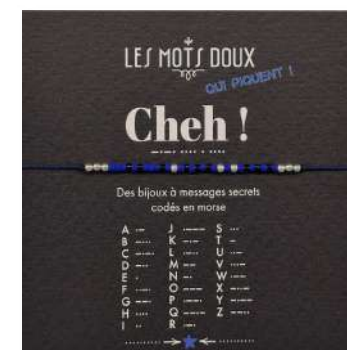 LES MOTS DOUX
QUI PIQUENT !
Cheh !
Des bijoux à messages secrets
codés en morse
A J S
B K T
C L U
D M V
E N W
F O X
G P Y
H Q Z
I R